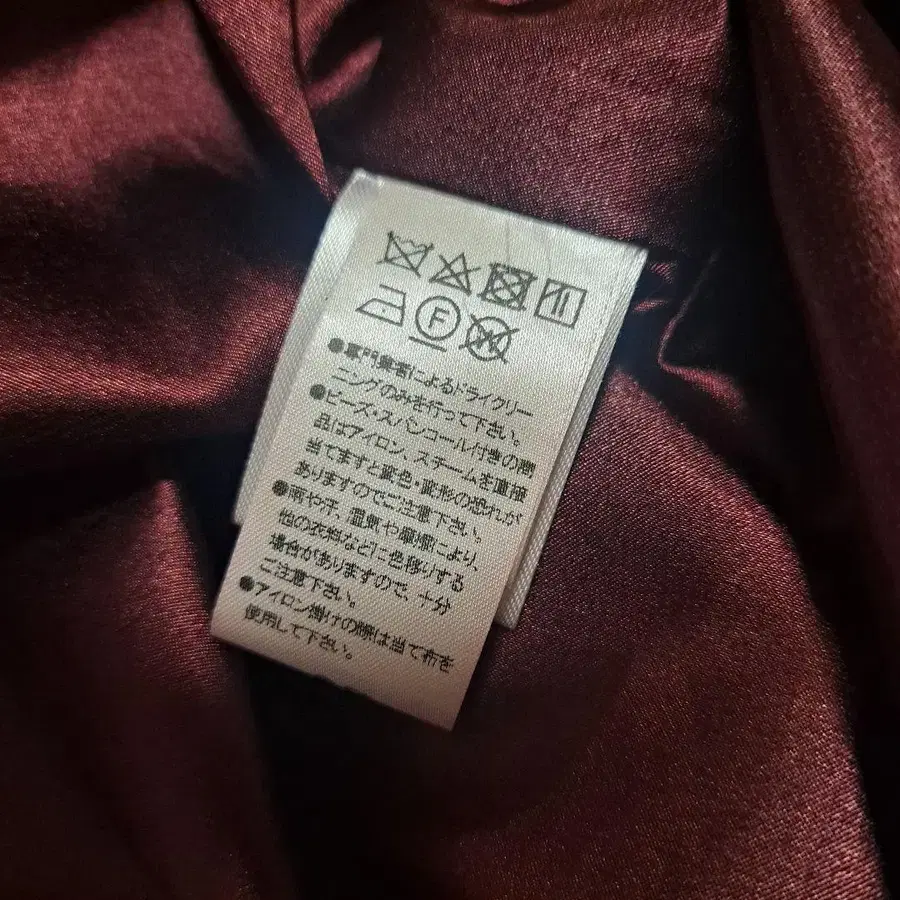 F
W
●専門業者によるドライクリー
ニングのみを行って下さい。
●ビーズ・スパンコール付きの商
品はアイロン、スチームを直接
当てますと変色・変形の恐れが
ありますのでご注意下さい。
●雨や汗、湿気や摩擦により、
他の衣料などに色移りする
場合がありますので、十分
ご注意下さい。
●アイロン掛けの際は当て布を
使用して下さい。